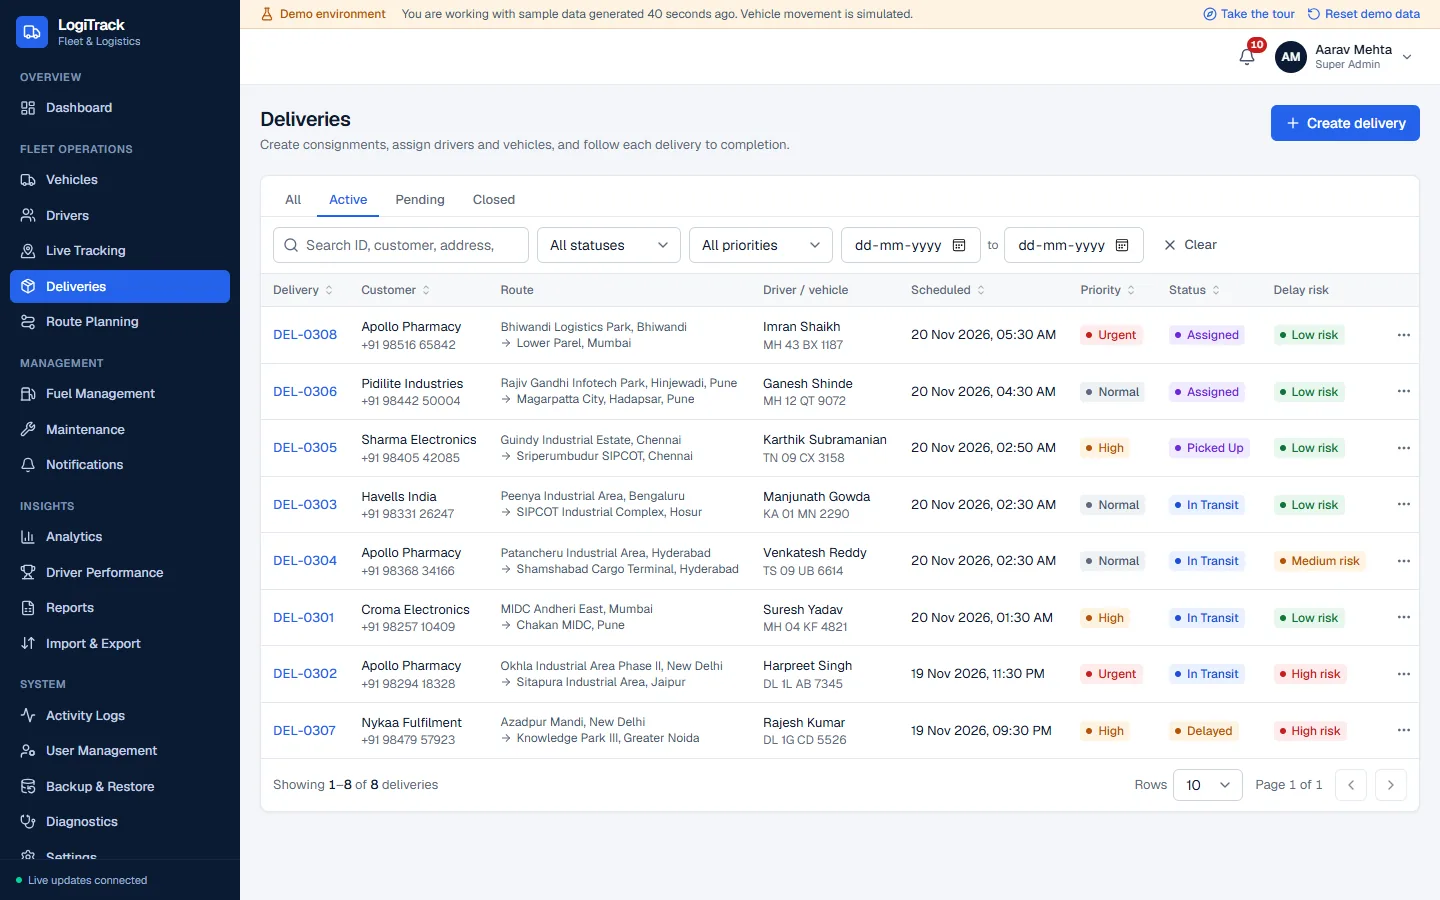 LogiTrack
Fleet & Logistics
OVERVIEW
Dashboard
FLEET OPERATIONS
Vehicles
Drivers
Live Tracking
Deliveries
Route Planning
MANAGEMENT
Fuel Management
Maintenance
Notifications
INSIGHTS
Analytics
Driver Performance
Reports
Import & Export
SYSTEM
Activity Logs
User Management
Backup & Restore
Diagnostics
Settings
Live updates connected
Demo environment You are working with sample data generated 40 seconds ago. Vehicle movement is simulated. Take the tour Reset demo data
10
AM
Aarav Mehta
Super Admin
Deliveries
Create consignments, assign drivers and vehicles, and follow each delivery to completion.
Create delivery
All Active Pending Closed
Search ID, customer, address, All statuses All priorities dd-mm-yyyy to dd-mm-yyyy Clear
Delivery Customer Route Driver / vehicle Scheduled Priority Status Delay risk
DEL-0308 Apollo Pharmacy Bhiwandi Logistics Park, Bhiwandi Imran Shaikh 20 Nov 2026, 05:30 AM Urgent Assigned Low risk
+91 98516 65842 → Lower Parel, Mumbai MH 43 BX 1187
DEL-0306 Pidilite Industries Rajiv Gandhi Infotech Park, Hinjewadi, Pune Ganesh Shinde 20 Nov 2026, 04:30 AM Normal Assigned Low risk
+91 98442 50004 → Magarpatta City, Hadapsar, Pune MH 12 QT 9072
DEL-0305 Sharma Electronics Guindy Industrial Estate, Chennai Karthik Subramanian 20 Nov 2026, 02:50 AM High Picked Up Low risk
+91 98405 42085 → Sriperumbudur SIPCOT, Chennai TN 09 CX 3158
DEL-0303 Havells India Peenya Industrial Area, Bengaluru Manjunath Gowda 20 Nov 2026, 02:30 AM Normal In Transit Low risk
+91 98331 26247 → SIPCOT Industrial Complex, Hosur KA 01 MN 2290
DEL-0304 Apollo Pharmacy Patancheru Industrial Area, Hyderabad Venkatesh Reddy 20 Nov 2026, 02:30 AM Normal In Transit Medium risk
+91 98368 34166 → Shamshabad Cargo Terminal, Hyderabad TS 09 UB 6614
DEL-0301 Croma Electronics MIDC Andheri East, Mumbai Suresh Yadav 20 Nov 2026, 01:30 AM High In Transit Low risk
+91 98257 10409 → Chakan MIDC, Pune MH 04 KF 4821
DEL-0302 Apollo Pharmacy Okhla Industrial Area Phase II, New Delhi Harpreet Singh 19 Nov 2026, 11:30 PM Urgent In Transit High risk
+91 98294 18328 → Sitapura Industrial Area, Jaipur DL 1L AB 7345
DEL-0307 Nykaa Fulfilment Azadpur Mandi, New Delhi Rajesh Kumar 19 Nov 2026, 09:30 PM High Delayed High risk
+91 98479 57923 → Knowledge Park III, Greater Noida DL 1G CD 5526
Showing 1–8 of 8 deliveries Rows 10 Page 1 of 1